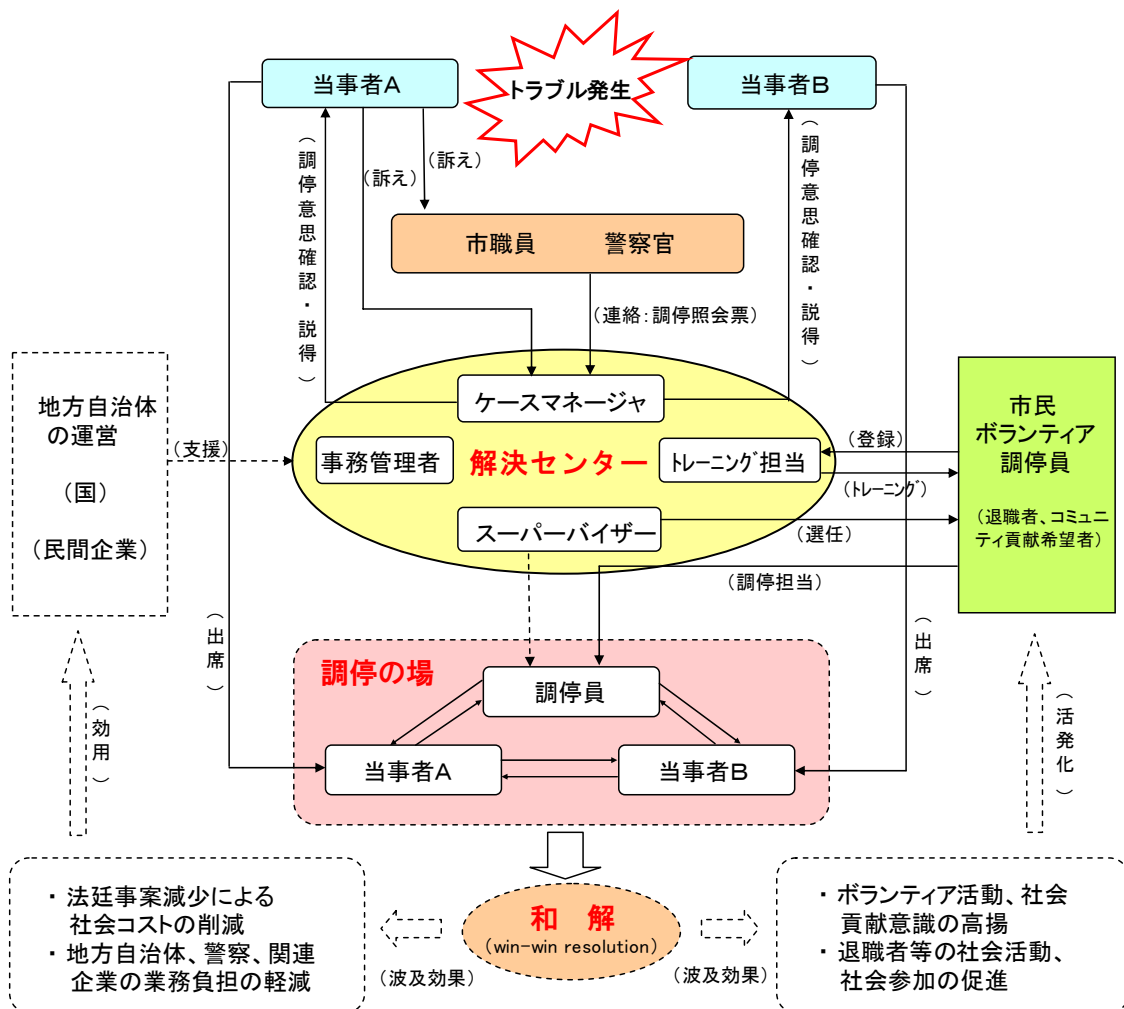 トラブル発生
当事者A
当事者B
（調停意思確認・説得）
（訴え）
（訴え）
（調停意思確認・説得）
市職員　警察官
（連絡：調停照会票）
地方自治体
の運営
（国）
（民間企業）
（支援）
ケースマネージャ
事務管理者
解決センター
トレーニング担当
スーパーバイザー
（登録）
（トレーニング）
（選任）
（調停担当）
市民
ボランティア
調停員
（退職者、コミュニ
ティ貢献希望者）
（出席）
（出席）
調停の場
調停員
当事者A
当事者B
（効用）
（活発化）
・法廷事案減少による
社会コストの削減
・地方自治体、警察、関連
企業の業務負担の軽減
（波及効果）
和　解
（win-win resolution）
（波及効果）
・ボランティア活動、社会
貢献意識の高揚
・退職者等の社会活動、
社会参加の促進